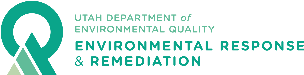 UTAH DEPARTMENT of
ENVIRONMENTAL QUALITY
ENVIRONMENTAL RESPONSE
& REMEDIATION